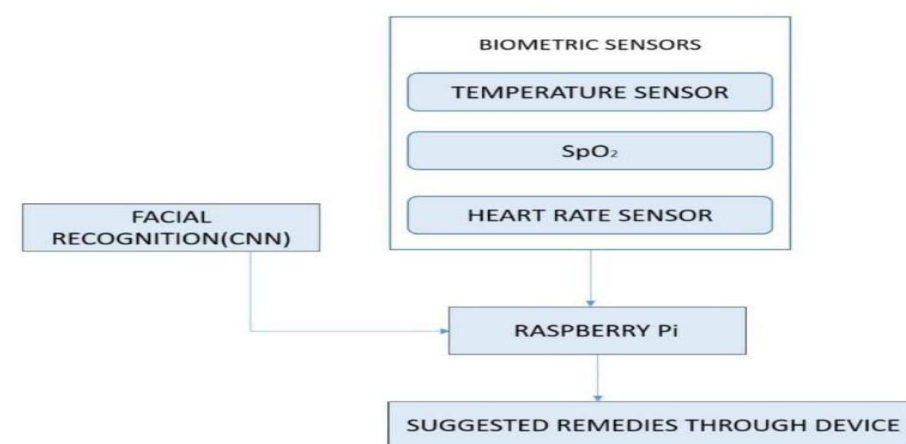 BIOMETRIC SENSORS
TEMPERATURE SENSOR
SpO₂
HEART RATE SENSOR
FACIAL
RECOGNITION(CNN)
RASPBERRY Pi
SUGGESTED REMEDIES THROUGH DEVICE